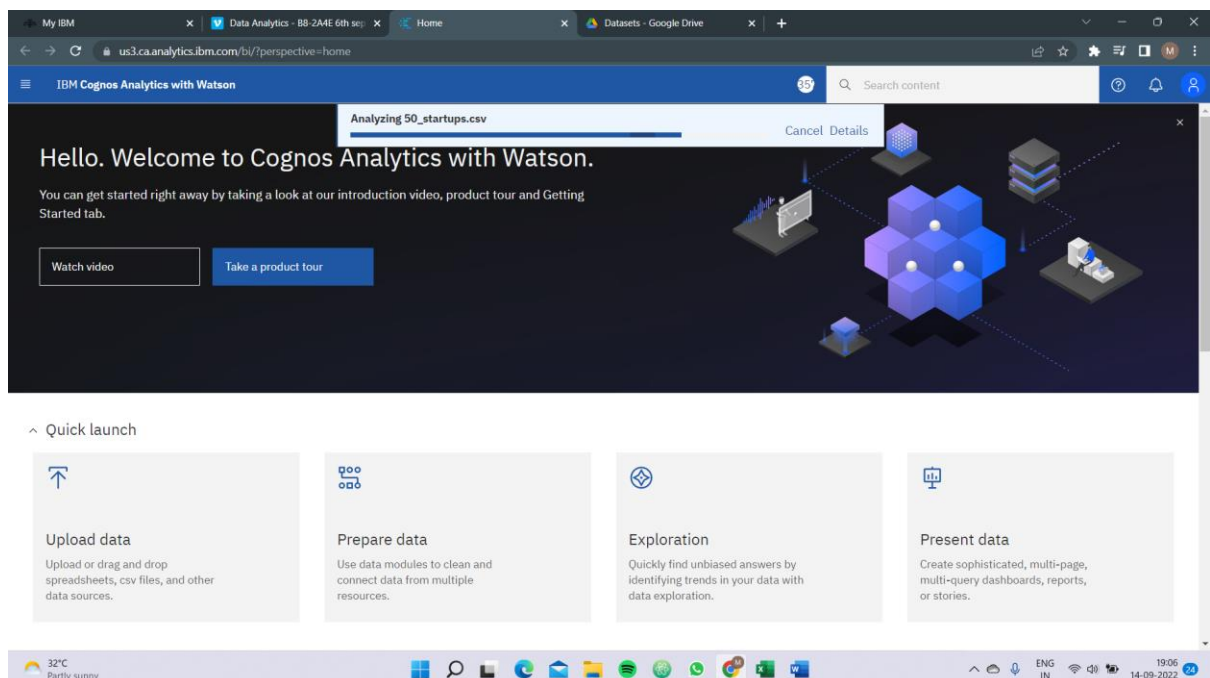 My IBM
Data Analytics - B8-2A4E 6th sep
Home
Datasets - Google Drive
us3.ca.analytics.ibm.com/bi/?perspective=home
M
IBM Cognos Analytics with Watson
Search content
Analyzing 50_startups.csv
Cancel Details
Hello. Welcome to Cognos Analytics with Watson.
You can get started right away by taking a look at our introduction video, product tour and Getting
Started tab.
Watch video
Take a product tour
Quick launch
Upload data
Upload or drag and drop
spreadsheets, csv files, and other
data sources.
Prepare data
Use data modules to clean and
connect data from multiple
resources.
Exploration
Quickly find unbiased answers by
identifying trends in your data with
data exploration.
Present data
Create sophisticated, multi-page,
multi-query dashboards, reports,
or stories.
32°C
Partly sunny
ENG
IN
19:06
14-09-2022
24